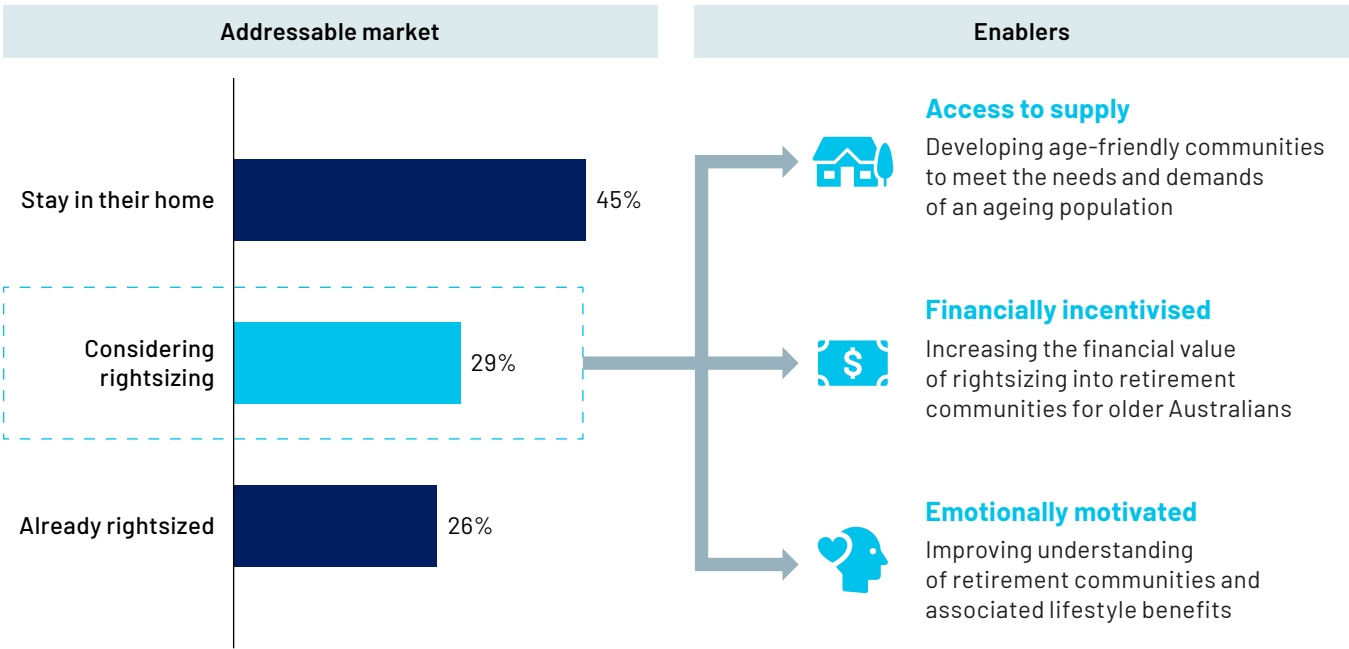 Addressable market
Stay in their home
45%
Considering
rightsizing
29%
Already rightsized
26%
Enablers
Access to supply
Developing age-friendly communities
to meet the needs and demands
of an ageing population
$
Financially incentivised
Increasing the financial value
of rightsizing into retirement
communities for older Australians
Emotionally motivated
Improving understanding
of retirement communities and
associated lifestyle benefits